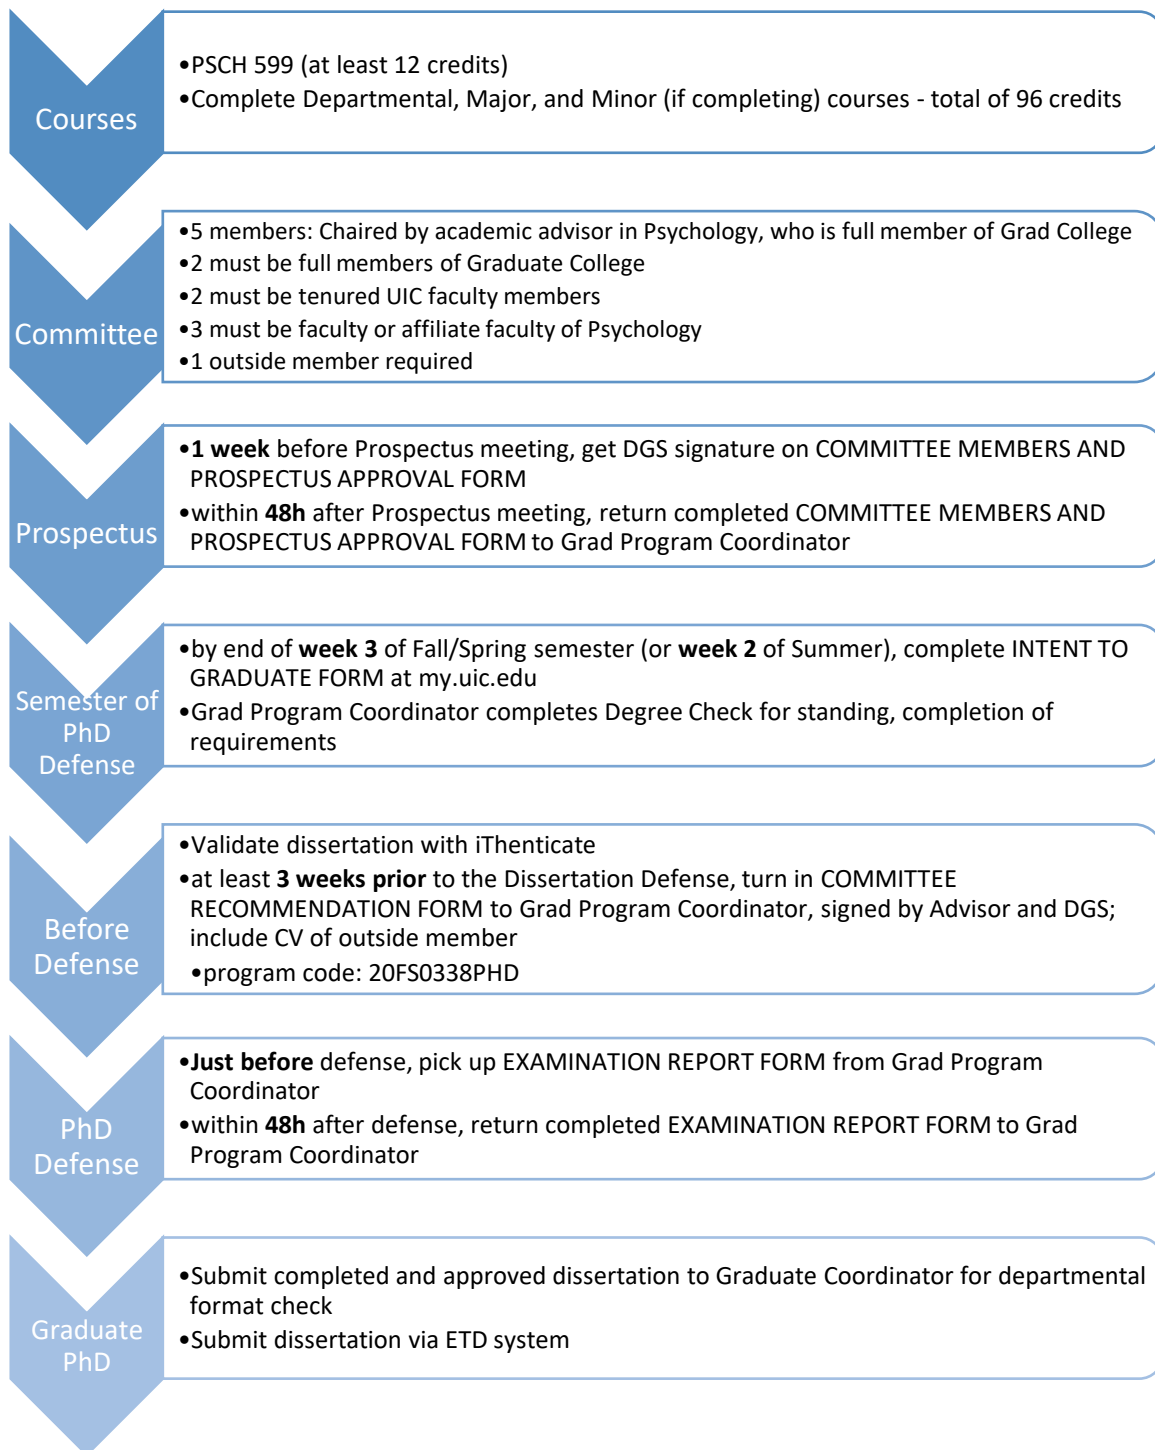 Courses
•PSCH 599 (at least 12 credits)
•Complete Departmental, Major, and Minor (if completing) courses - total of 96 credits
Committee
•5 members: Chaired by academic advisor in Psychology, who is full member of Grad College
•2 must be full members of Graduate College
•2 must be tenured UIC faculty members
•3 must be faculty or affiliate faculty of Psychology
•1 outside member required
Prospectus
•1 week before Prospectus meeting, get DGS signature on COMMITTEE MEMBERS AND
PROSPECTUS APPROVAL FORM
•within 48h after Prospectus meeting, return completed COMMITTEE MEMBERS AND
PROSPECTUS APPROVAL FORM to Grad Program Coordinator
Semester of
PhD
Defense
•by end of week 3 of Fall/Spring semester (or week 2 of Summer), complete INTENT TO
GRADUATE FORM at my.uic.edu
•Grad Program Coordinator completes Degree Check for standing, completion of
requirements
Before
Defense
•Validate dissertation with iThenticate
•at least 3 weeks prior to the Dissertation Defense, turn in COMMITTEE
RECOMMENDATION FORM to Grad Program Coordinator, signed by Advisor and DGS;
include CV of outside member
•program code: 20FS0338PHD
PhD
Defense
•Just before defense, pick up EXAMINATION REPORT FORM from Grad Program
Coordinator
•within 48h after defense, return completed EXAMINATION REPORT FORM to Grad
Program Coordinator
Graduate
PhD
•Submit completed and approved dissertation to Graduate Coordinator for departmental
format check
•Submit dissertation via ETD system